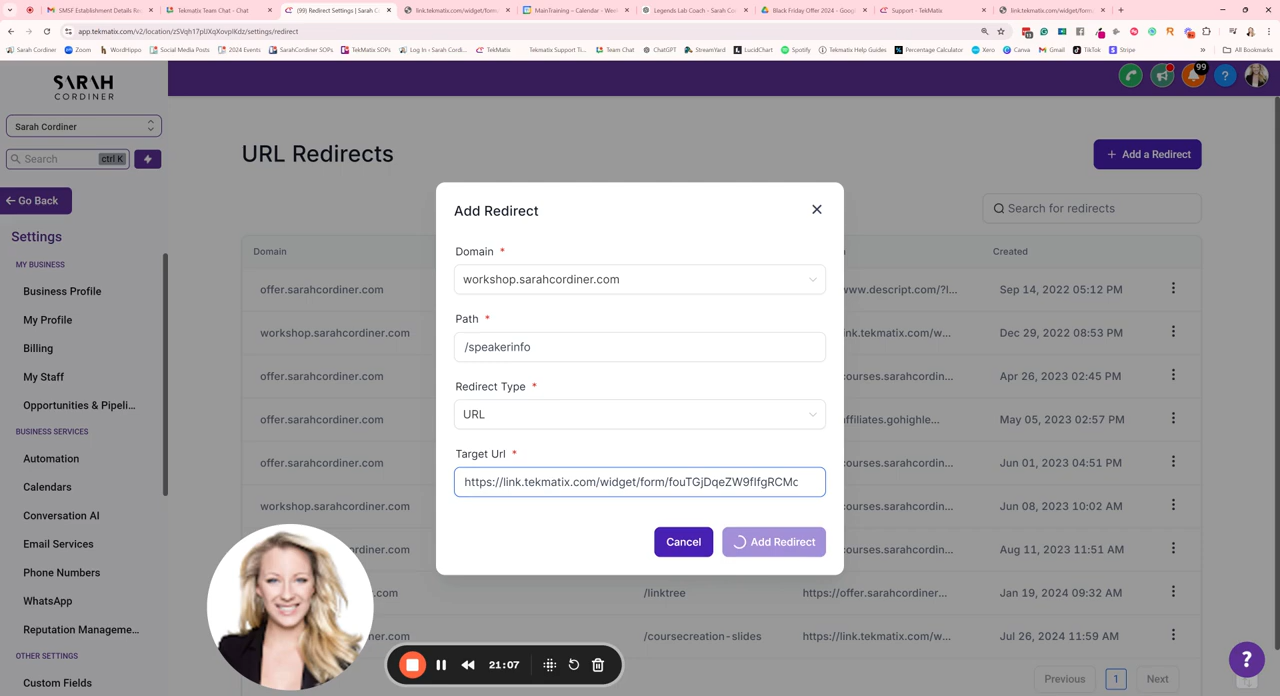 SMSF Establishment Details Re
Tekmatix Team Chat - Chat
(99) Redirect Settings | Sarah C
link.tekmatix.com/widget/form/
MainTraining – Calendar - Wee
Legends Lab Coach - Sarah Cor
Black Friday Offer 2024 - Goog
Support - TekMatix
link.tekmatix.com/widget/form/
app.tekmatix.com/v2/location/zSVqh17pUXqXovpIKdz/settings/redirect
Sarah Cordiner
Zoom
WordHippo
Social Media Posts
2024 Events
SarahCordiner SOPs
TekMatix SOPs
Log In ‹ Sarah Cordi...
TekMatix
Tekmatix Support Ti...
Team Chat
ChatGPT
StreamYard
LucidChart
Spotify
Tekmatix Help Guides
Percentage Calculator
Xero
Canva
Gmail
TikTok
Stripe
All Bookmarks
SARAH
CORDINER
99
?
Sarah Cordiner
Search
ctrl K
Go Back
Settings
MY BUSINESS
Business Profile
My Profile
Billing
My Staff
Opportunities & Pipeli...
BUSINESS SERVICES
Automation
Calendars
Conversation AI
Email Services
Phone Numbers
WhatsApp
Reputation Manageme...
OTHER SETTINGS
Custom Fields
URL Redirects
+ Add a Redirect
Search for redirects
Domain
Created
offer.sarahcordiner.com
www.descript.com/?l...
Sep 14, 2022 05:12 PM
workshop.sarahcordiner.com
ink.tekmatix.com/w...
Dec 29, 2022 08:53 PM
offer.sarahcordiner.com
courses.sarahcordin...
Apr 26, 2023 02:45 PM
offer.sarahcordiner.com
affiliates.gohighle...
May 05, 2023 02:57 PM
offer.sarahcordiner.com
courses.sarahcordin...
Jun 01, 2023 04:51 PM
workshop.sarahcordiner.com
ink.tekmatix.com/w...
Jun 08, 2023 10:02 AM
rdiner.com
courses.sarahcordin...
Aug 11, 2023 11:51 AM
.com
/linktree
https://offer.sarahcordiner...
Jan 19, 2024 09:32 AM
rdiner.com
/coursecreation-slides
https://link.tekmatix.com/w...
Jul 26, 2024 11:59 AM
Previous
1
Next
Add Redirect
Domain *
workshop.sarahcordiner.com
Path *
/speakerinfo
Redirect Type *
URL
Target Url *
https://link.tekmatix.com/widget/form/fouTGjDqeZW9fIfgRCMc
Cancel
Add Redirect
21:07
?